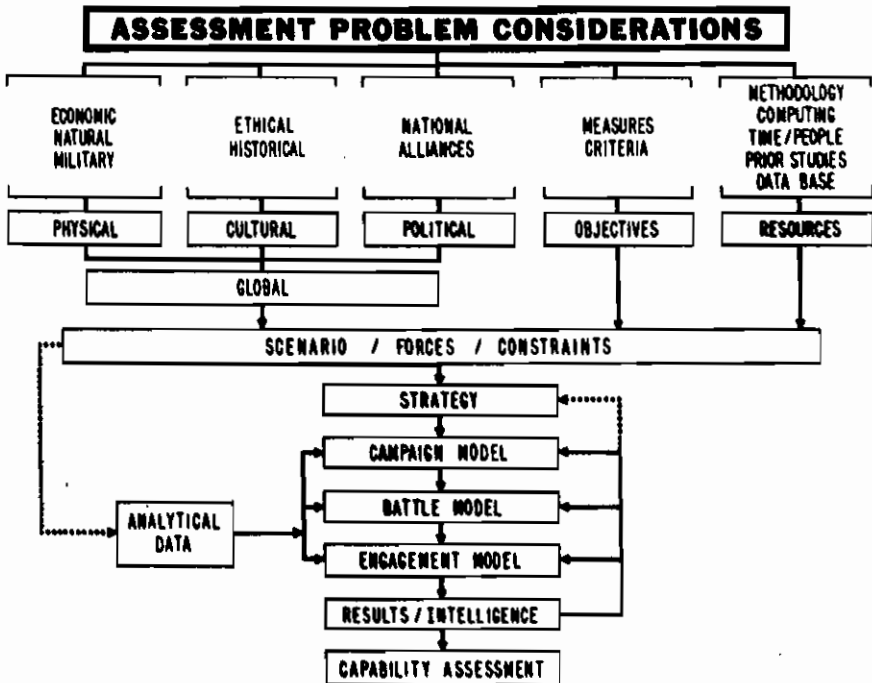 ASSESSMENT PROBLEM CONSIDERATIONS
ECONOMIC
NATURAL
MILITARY
ETHICAL
HISTORICAL
NATIONAL
ALLIANCES
MEASURES
CRITERIA
METHODOLOGY
COMPUTING
TIME/PEOPLE
PRIOR STUDIES
DATA BASE
PHYSICAL
CULTURAL
POLITICAL
OBJECTIVES
RESOURCES
GLOBAL
SCENARIO / FORCES / CONSTRAINTS
STRATEGY
CAMPAIGN MODEL
BATTLE MODEL
ANALYTICAL
DATA
ENGAGEMENT MODEL
RESULTS/INTELLIGENCE
CAPABILITY ASSESSMENT